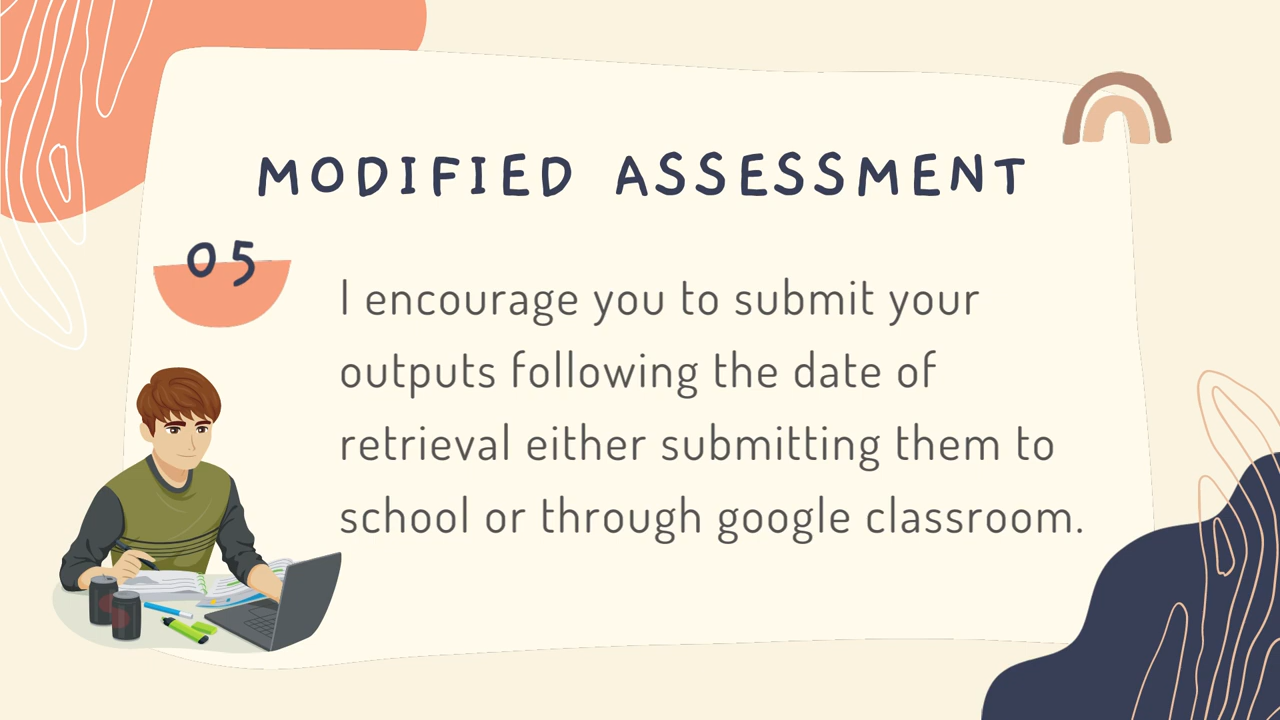 MODIFIED ASSESSMENT
05
I encourage you to submit your
outputs following the date of
retrieval either submitting them to
school or through google classroom.